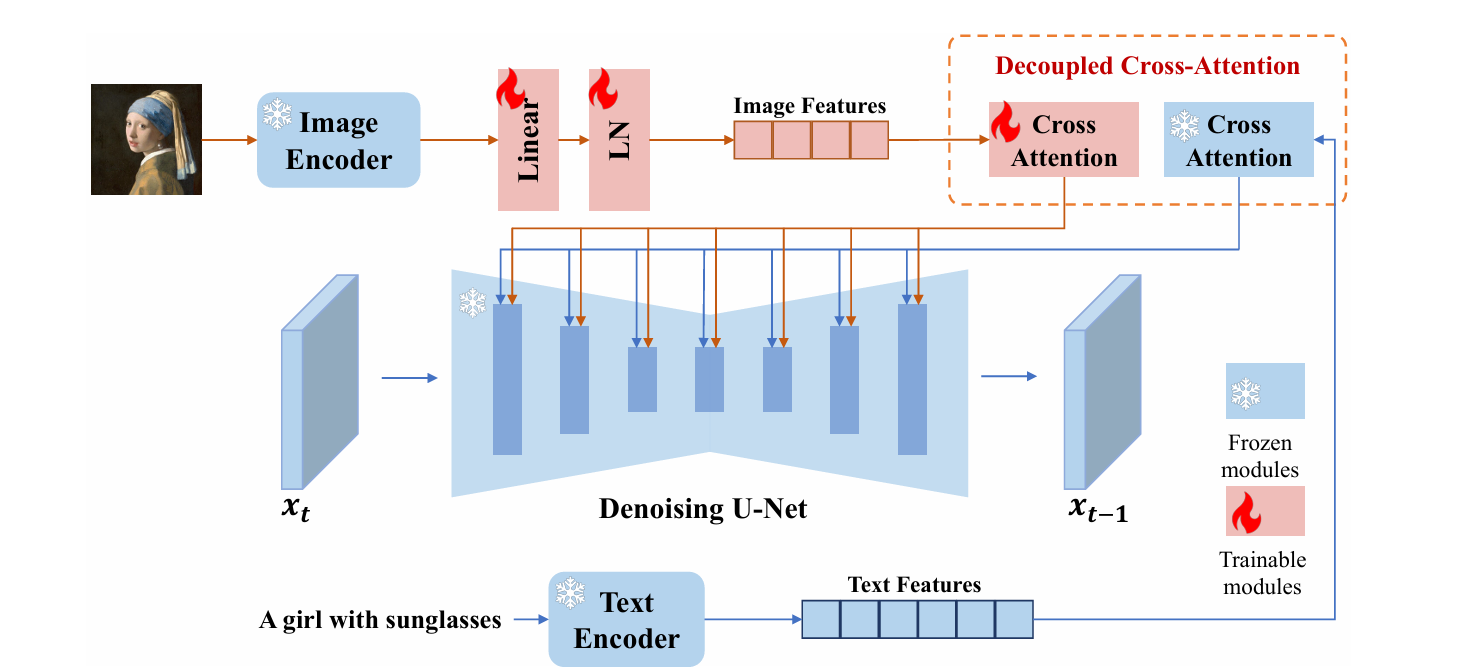 Decoupled Cross-Attention
Image
Encoder
Linear
LN
Image Features
Cross
Attention
Cross
Attention
x_t
Denoising U-Net
x_{t-1}
Frozen
modules
Trainable
modules
A girl with sunglasses
Text
Encoder
Text Features